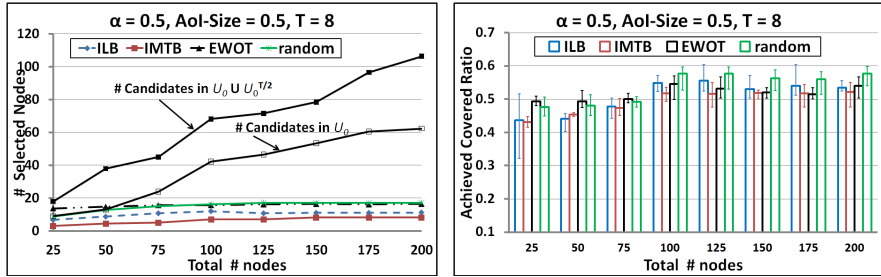 α = 0.5, AoI-Size = 0.5, T = 8
ILB IMTB EWOT random
# Candidates in U₀ U U₀ᵀ/²
# Candidates in U₀
# Selected Nodes
120
100
80
60
40
20
0
25 50 75 100 125 150 175 200
Total # nodes
α = 0.5, AoI-Size = 0.5, T = 8
ILB IMTB EWOT random
Achieved Covered Ratio
0.7
0.6
0.5
0.4
0.3
0.2
0.1
25 50 75 100 125 150 175 200
Total # nodes